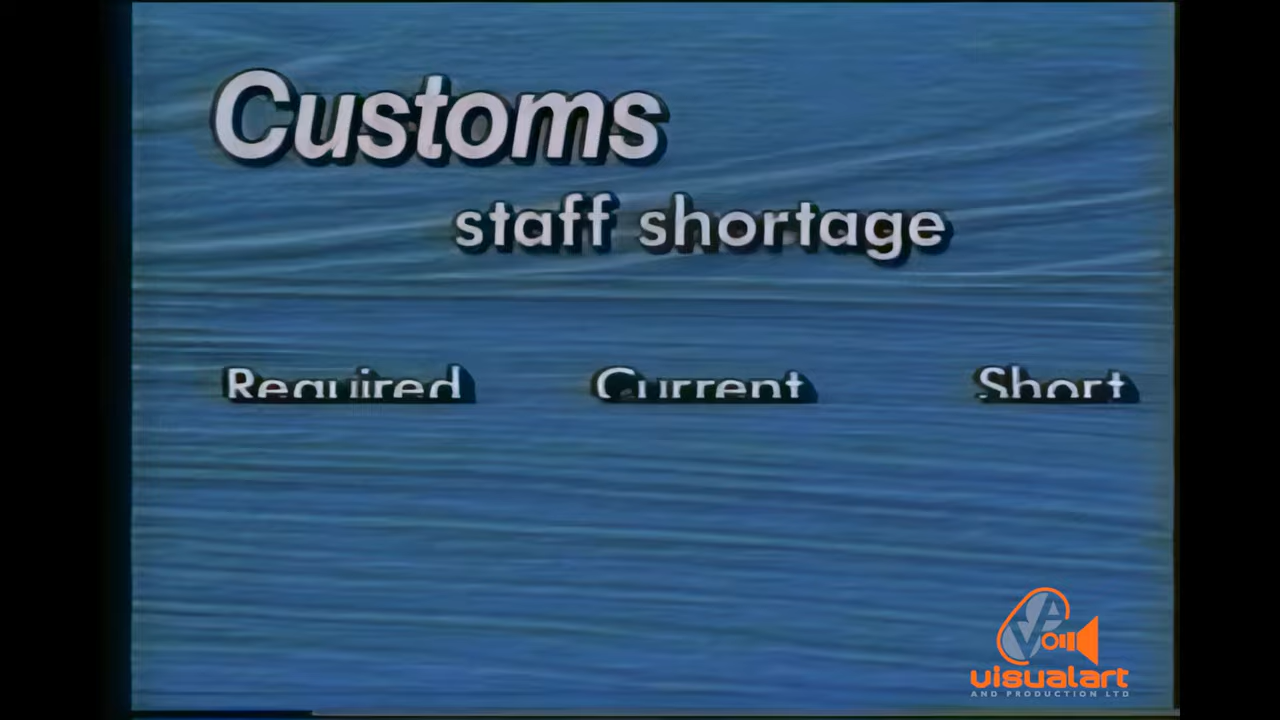 Customs
staff shortage
Required Current Short
visualart
AND PRODUCTION LTD